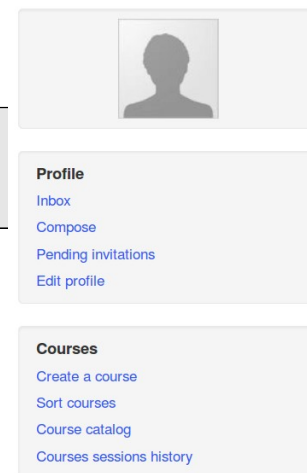 Profile
Inbox
Compose
Pending invitations
Edit profile
Courses
Create a course
Sort courses
Course catalog
Courses sessions history